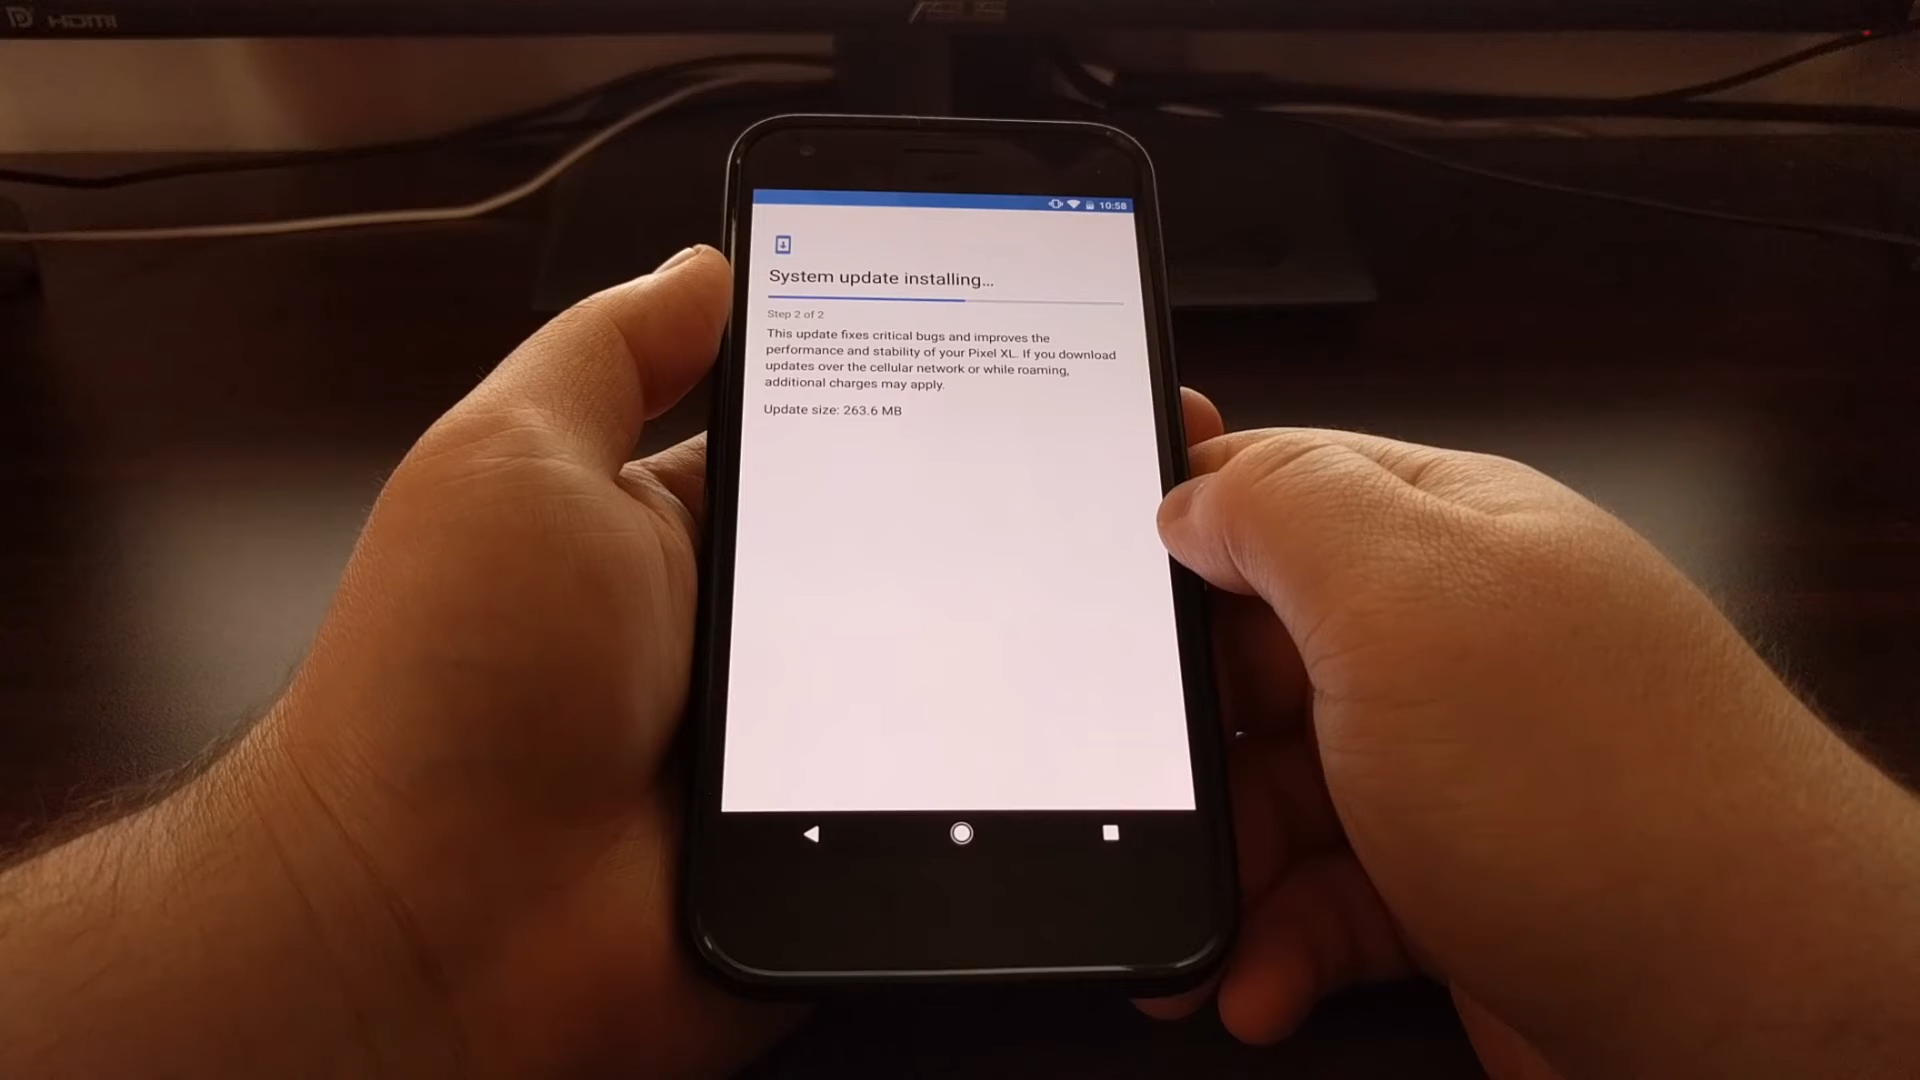 HDMI
ASUS
10:58
System update installing...
Step 2 of 2
This update fixes critical bugs and improves the
performance and stability of your Pixel XL. If you download
updates over the cellular network or while roaming,
additional charges may apply.
Update size: 263.6 MB